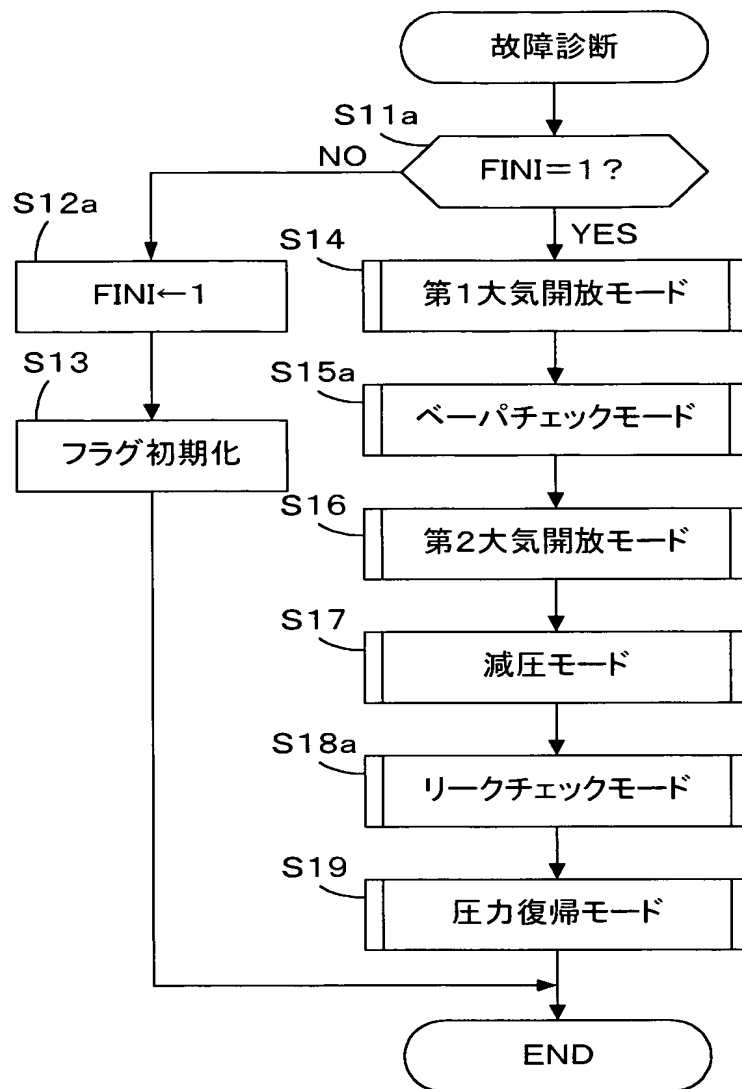 故障診断
S11a
FINI=1?
NO
YES
S12a
FINI←1
S13
フラグ初期化
S14
第1大気開放モード
S15a
ベーパチェックモード
S16
第2大気開放モード
S17
減圧モード
S18a
リークチェックモード
S19
圧力復帰モード
END